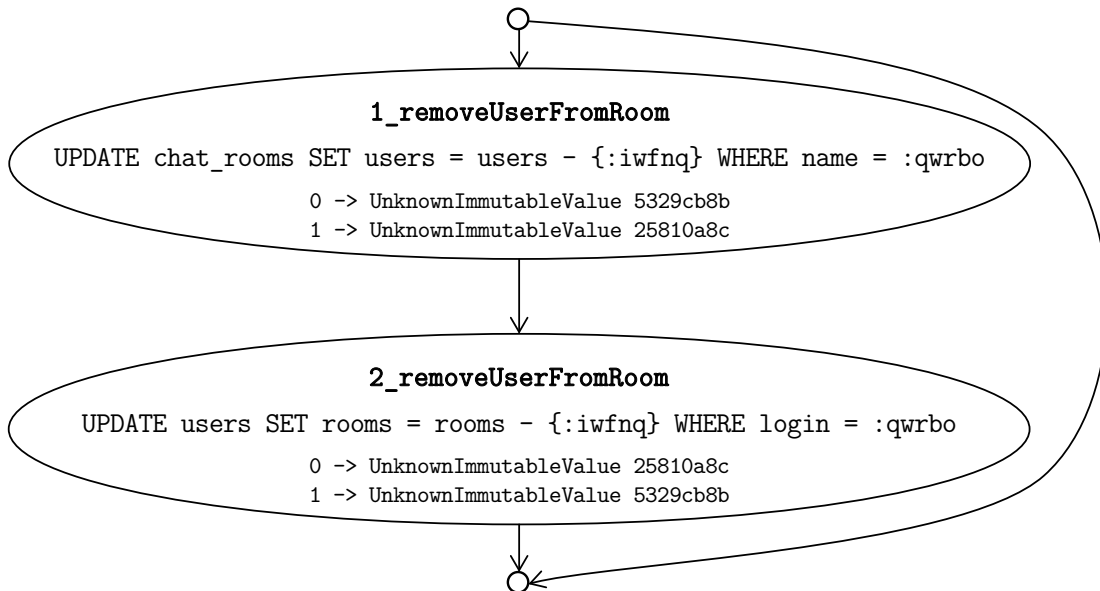 1_removeUserFromRoom
UPDATE chat_rooms SET users = users - {:iwfnq} WHERE name = :qwrbo
0 -> UnknownImmutableValue 5329cb8b
1 -> UnknownImmutableValue 25810a8c
2_removeUserFromRoom
UPDATE users SET rooms = rooms - {:iwfnq} WHERE login = :qwrbo
0 -> UnknownImmutableValue 25810a8c
1 -> UnknownImmutableValue 5329cb8b